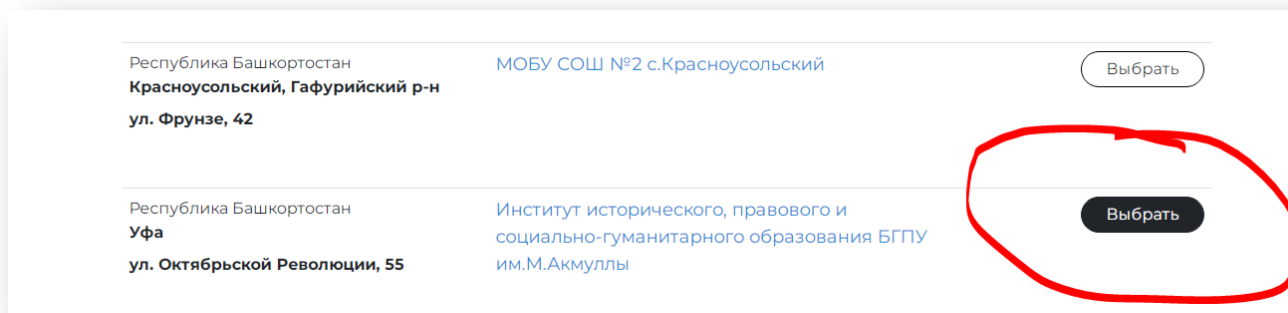 Республика Башкортостан
Красноусольский, Гафурийский р-н
ул. Фрунзе, 42
МОБУ СОШ №2 с.Красноусольский
Выбрать
Республика Башкортостан
Уфа
ул. Октябрьской Революции, 55
Институт исторического, правового и
социально-гуманитарного образования БГПУ
им.М.Акмуллы
Выбрать